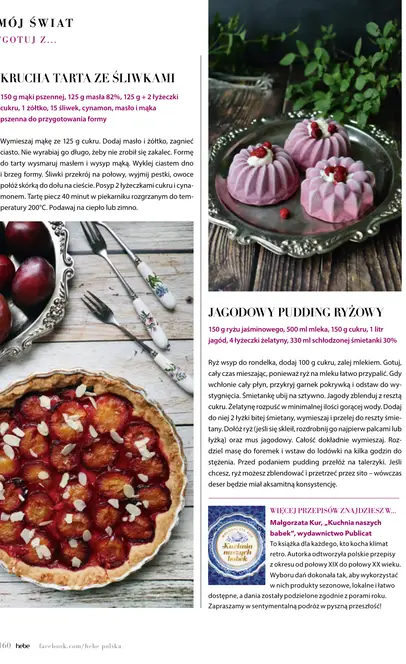 MÓJ ŚWIAT
GOTUJ Z...
KRUCHA TARTA ZE ŚLIWKAMI
150 g mąki pszennej, 125 g masła 82%, 125 g + 2 łyżeczki
cukru, 1 żółtko, 15 śliwek, cynamon, masło i mąka
pszenna do przygotowania formy
Wymieszaj mąkę ze 125 g cukru. Dodaj masło i żółtko, zagnieć
ciasto. Nie wyrabiaj go długo, żeby nie zrobił się zakalec. Formę
do tarty wysmaruj masłem i wysyp mąką. Wyklej ciastem dno
i brzeg formy. Śliwki przekrój na połowy, wyjmij pestki, owoce
połóż skórką do dołu na cieście. Posyp 2 łyżeczkami cukru i cyna-
monem. Tartę piecz 40 minut w piekarniku rozgrzanym do tem-
peratury 200°C. Podawaj na ciepło lub zimno.
JAGODOWY PUDDING RYŻOWY
150 g ryżu jaśminowego, 500 ml mleka, 150 g cukru, 1 litr
jagód, 4 łyżeczki żelatyny, 330 ml schłodzonej śmietanki 30%
Ryż wsyp do rondelka, dodaj 100 g cukru, zalej mlekiem. Gotuj,
cały czas mieszając, ponieważ ryż na mleku łatwo przypalić. Gdy
wchłonie cały płyn, przykryj garnek pokrywką i odstaw do wy-
stygnięcia. Śmietankę ubij na sztywno. Jagody zblenduj z resztą
cukru. Żelatynę rozpuść w minimalnej ilości gorącej wody. Dodaj
do niej 2 łyżki bitej śmietany, wymieszaj i przelej do reszty śmie-
tany. Dołóż ryż (jeśli się skleił, rozdrobnij go najpierw palcami lub
łyżką) oraz mus jagodowy. Całość dokładnie wymieszaj. Roz-
dziel masę do foremek i wstaw do lodówki na kilka godzin do
stężenia. Przed podaniem pudding przełóż na talerzyki. Jeśli
chcesz, ryż możesz zblendować i przetrzeć przez sito – wówczas
deser będzie miał aksamitną konsystencję.
WIĘCEJ PRZEPISÓW ZNAJDZIESZ W...
Małgorzata Kur, „Kuchnia naszych
babek", wydawnictwo Publicat
To książka dla każdego, kto kocha klimat
retro. Autorka odtworzyła polskie przepisy
z okresu od połowy XIX do połowy XX wieku.
Wyboru dań dokonała tak, aby wykorzystać
w nich produkty sezonowe, lokalne i łatwo
dostępne, a dania zostały podzielone zgodnie z porami roku.
Zapraszamy w sentymentalną podróż w pyszną przeszłość!
Kuchnia
naszych
babek
160 hebe facebook.com/hebe polska